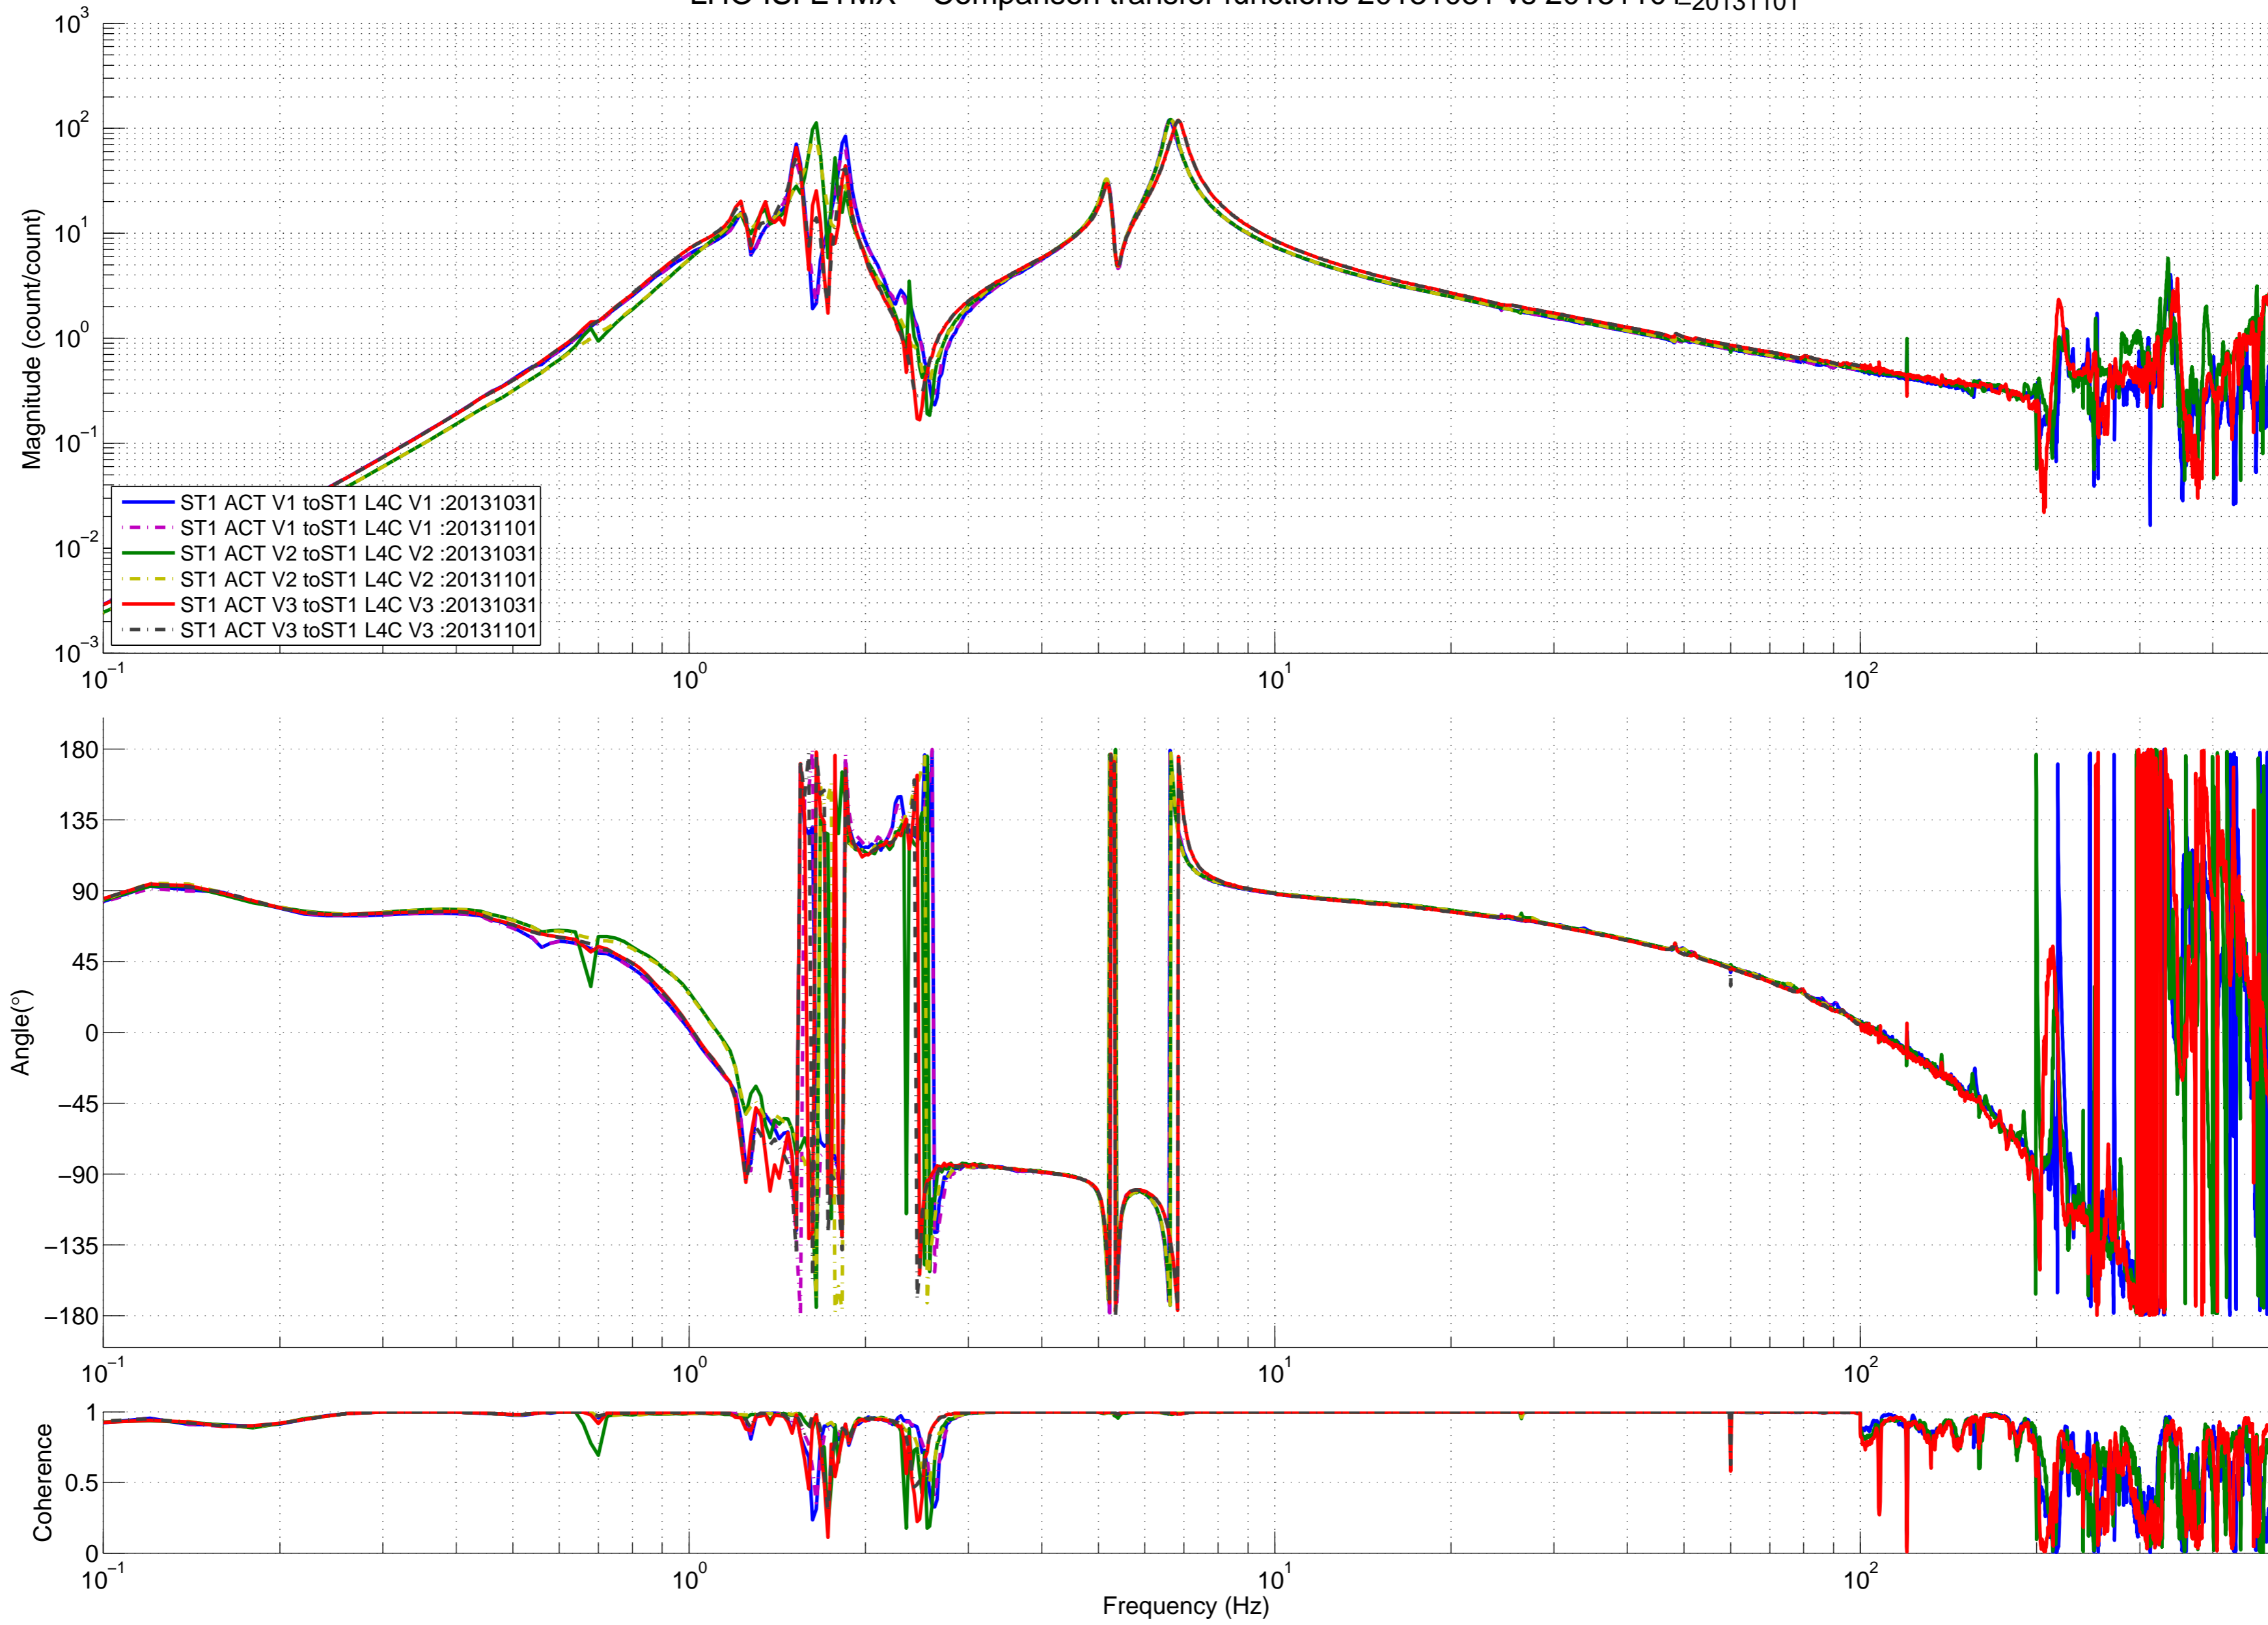 10^3
10^2
10^1
10^0
10^-1
10^-2
10^-3
Magnitude (count/count)
ST1 ACT V1 toST1 L4C V1 :20131031
ST1 ACT V1 toST1 L4C V1 :20131101
ST1 ACT V2 toST1 L4C V2 :20131031
ST1 ACT V2 toST1 L4C V2 :20131101
ST1 ACT V3 toST1 L4C V3 :20131031
ST1 ACT V3 toST1 L4C V3 :20131101
10^-1 10^0 10^1 10^2
180
135
90
45
0
-45
-90
-135
-180
Angle(°)
10^-1 10^0 10^1 10^2
1
0.5
0
Coherence
10^-1 10^0 10^1 10^2
Frequency (Hz)